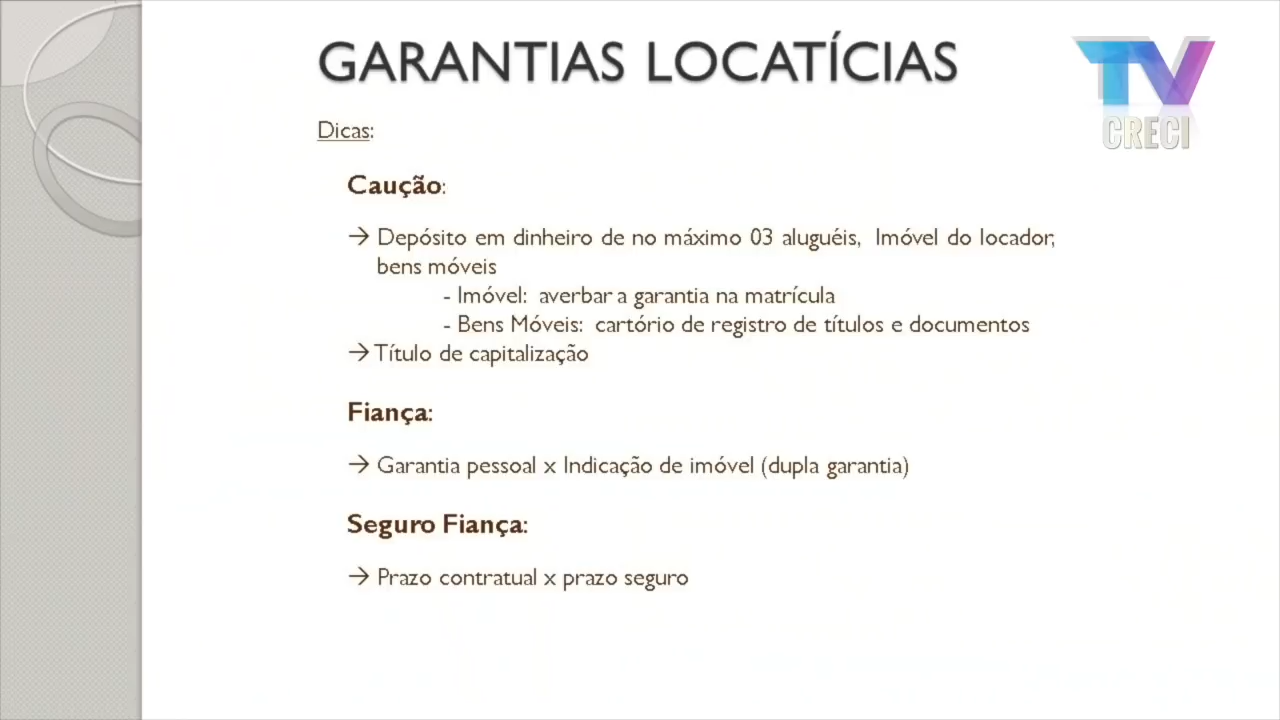 GARANTIAS LOCATÍCIAS
TV
CRECI
Dicas:
Caução:
→ Depósito em dinheiro de no máximo 03 aluguéis, Imóvel do locador,
bens móveis
- Imóvel: averbar a garantia na matrícula
- Bens Móveis: cartório de registro de títulos e documentos
→ Título de capitalização
Fiança:
→ Garantia pessoal x Indicação de imóvel (dupla garantia)
Seguro Fiança:
→ Prazo contratual x prazo seguro